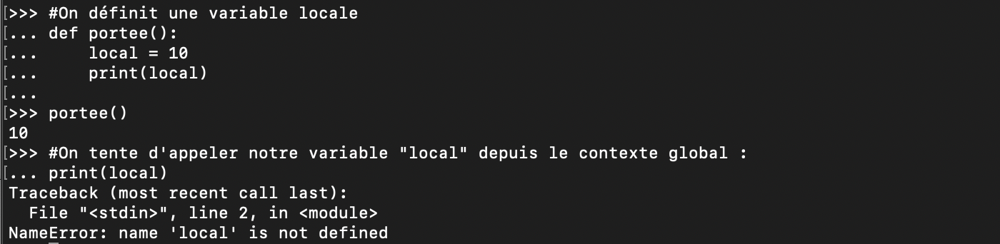 [>>> #On définit une variable locale
[... def portee():
[...     local = 10
[...     print(local)
[...
[>>> portee()
10
[>>> #On tente d'appeler notre variable "local" depuis le contexte global :
[... print(local)
Traceback (most recent call last):
  File "<stdin>", line 2, in <module>
NameError: name 'local' is not defined